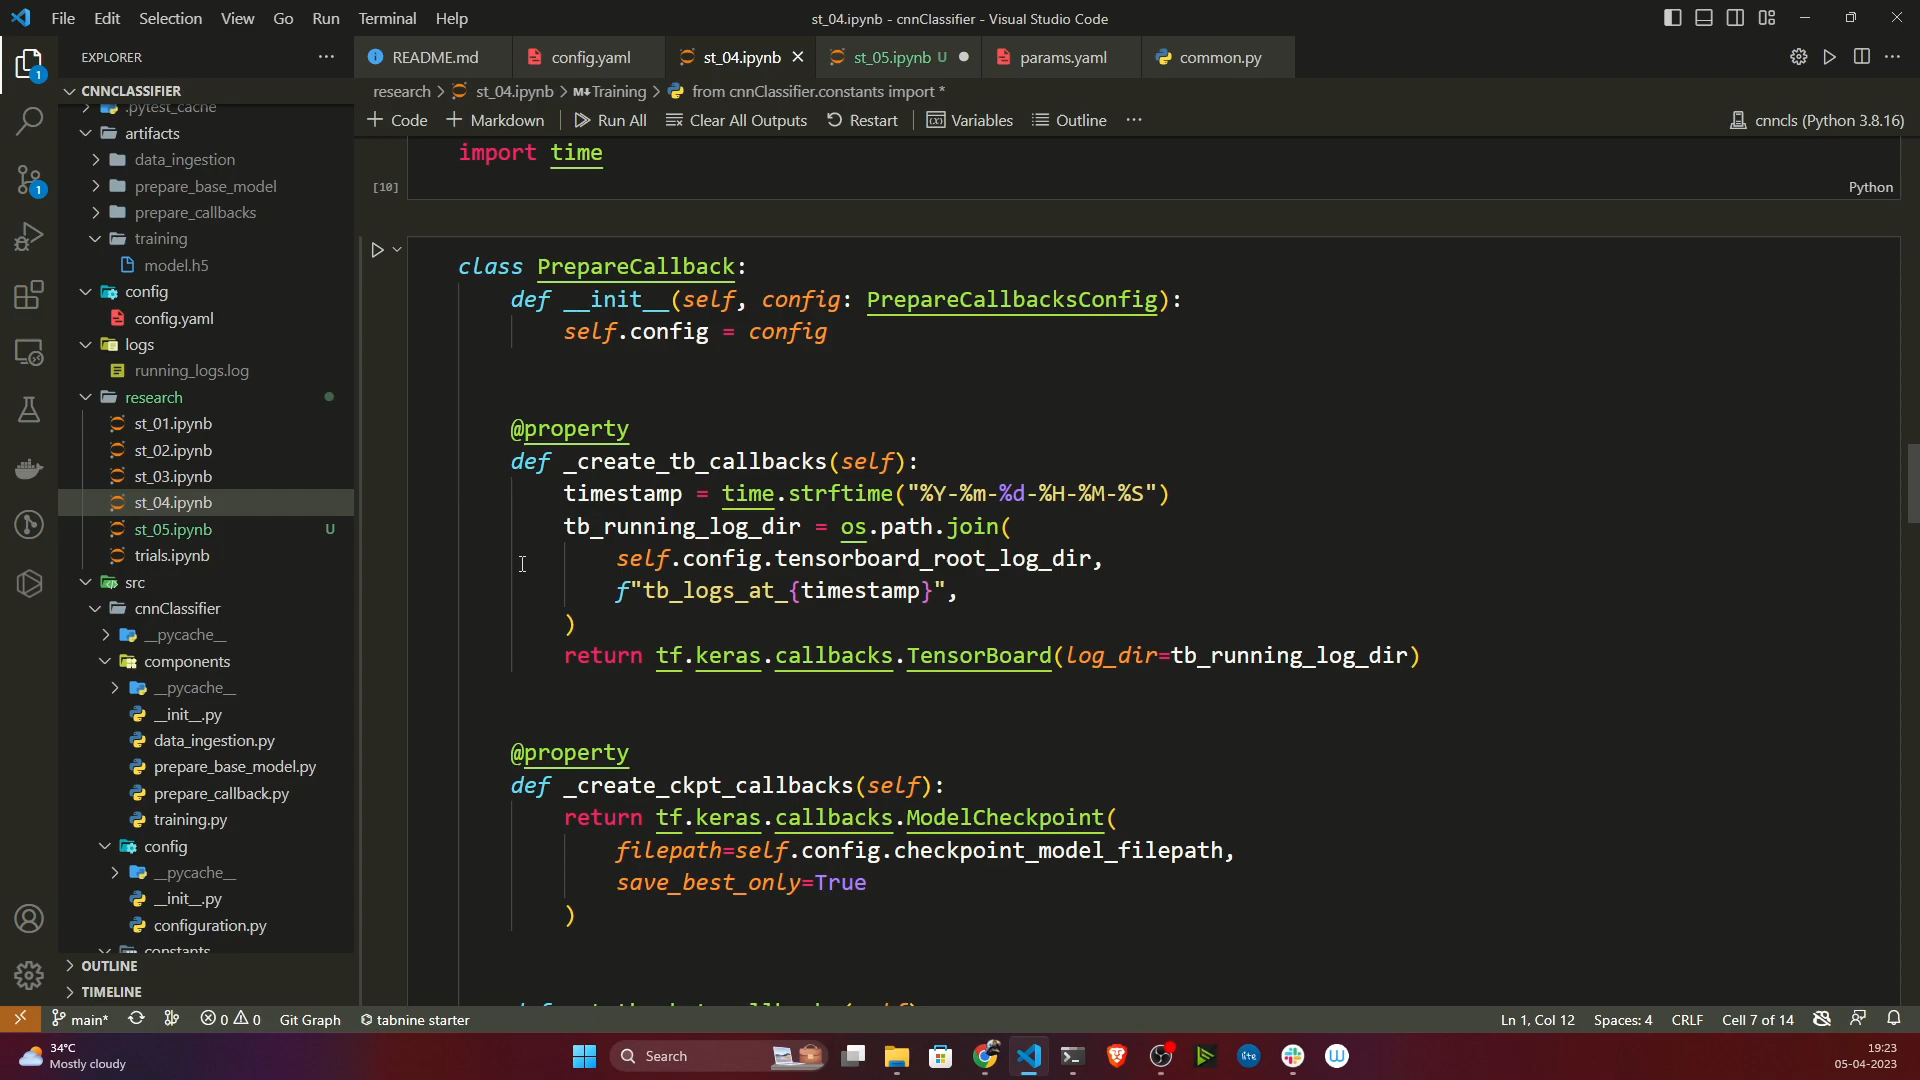 File Edit Selection View Go Run Terminal Help
st_04.ipynb - cnnClassifier - Visual Studio Code
EXPLORER
README.md
config.yaml
st_04.ipynb
st_05.ipynb U
params.yaml
common.py
CNNCLASSIFIER
research > st_04.ipynb > M↓Training > from cnnClassifier.constants import *
+ Code + Markdown Run All Clear All Outputs Restart Variables Outline ...
cnncls (Python 3.8.16)
.pytest_cache
artifacts
data_ingestion
prepare_base_model
prepare_callbacks
training
model.h5
config
config.yaml
logs
running_logs.log
research
st_01.ipynb
st_02.ipynb
st_03.ipynb
st_04.ipynb
st_05.ipynb U
trials.ipynb
src
cnnClassifier
__pycache__
components
__pycache__
__init__.py
data_ingestion.py
prepare_base_model.py
prepare_callback.py
training.py
config
__pycache__
__init__.py
configuration.py
constants
OUTLINE
TIMELINE
import time
[10]
Python
class PrepareCallback:
def __init__(self, config: PrepareCallbacksConfig):
self.config = config
@property
def _create_tb_callbacks(self):
timestamp = time.strftime("%Y-%m-%d-%H-%M-%S")
tb_running_log_dir = os.path.join(
self.config.tensorboard_root_log_dir,
f"tb_logs_at_{timestamp}",
)
return tf.keras.callbacks.TensorBoard(log_dir=tb_running_log_dir)
@property
def _create_ckpt_callbacks(self):
return tf.keras.callbacks.ModelCheckpoint(
filepath=self.config.checkpoint_model_filepath,
save_best_only=True
)
main* 0 0 Git Graph tabnine starter
Ln 1, Col 12 Spaces: 4 CRLF Cell 7 of 14
34°C
Mostly cloudy
Search
19:23
05-04-2023